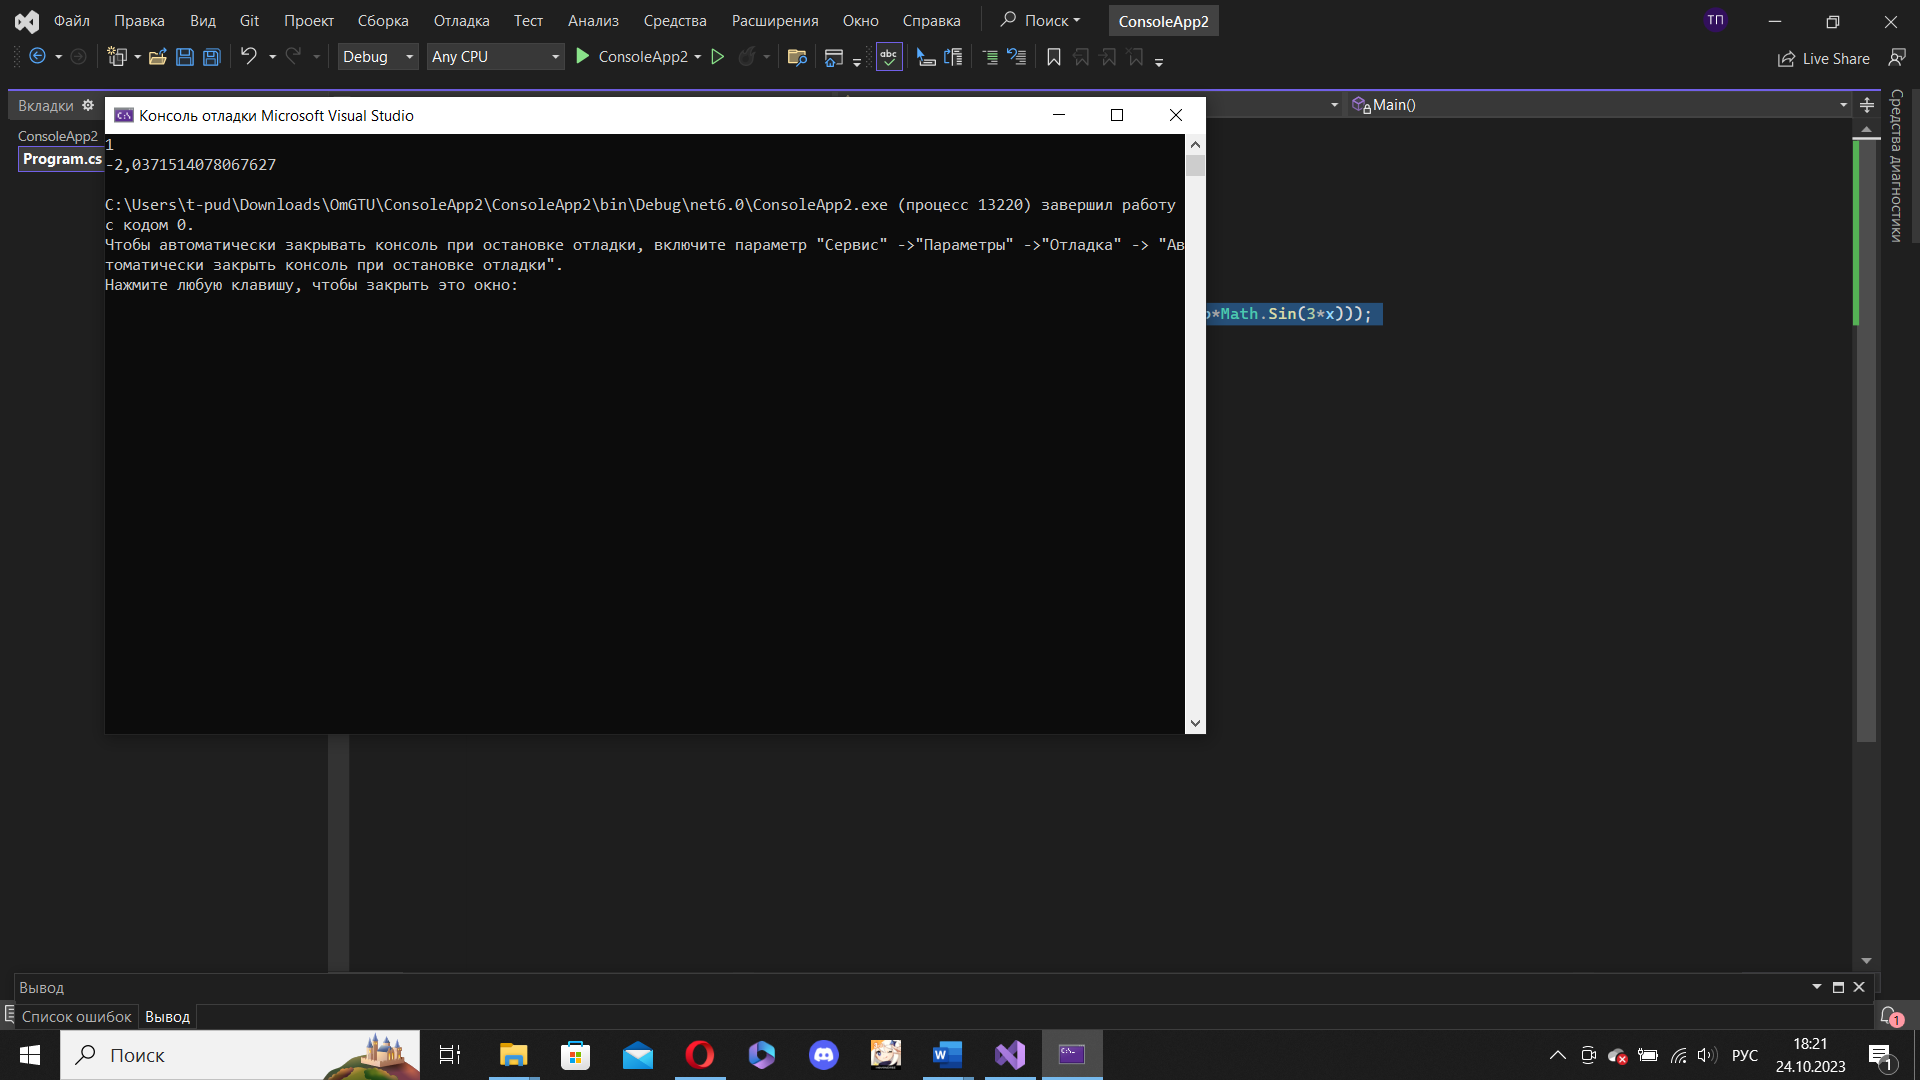 Файл Правка Вид Git Проект Сборка Отладка Тест Анализ Средства Расширения Окно Справка Поиск ConsoleApp2 ТП
Debug Any CPU ConsoleApp2 abc Live Share
Вкладки Main()
Консоль отладки Microsoft Visual Studio
ConsoleApp2
Program.cs
Средства диагностики
1
-2,0371514078067627
C:\Users\t-pud\Downloads\OmGTU\ConsoleApp2\ConsoleApp2\bin\Debug\net6.0\ConsoleApp2.exe (процесс 13220) завершил работу
с кодом 0.
Чтобы автоматически закрывать консоль при остановке отладки, включите параметр "Сервис" ->"Параметры" ->"Отладка" -> "Ав
томатически закрыть консоль при остановке отладки".
Нажмите любую клавишу, чтобы закрыть это окно:
*Math.Sin(3*x)));
Вывод
Список ошибок Вывод
1
Поиск
РУС
18:21
24.10.2023
1